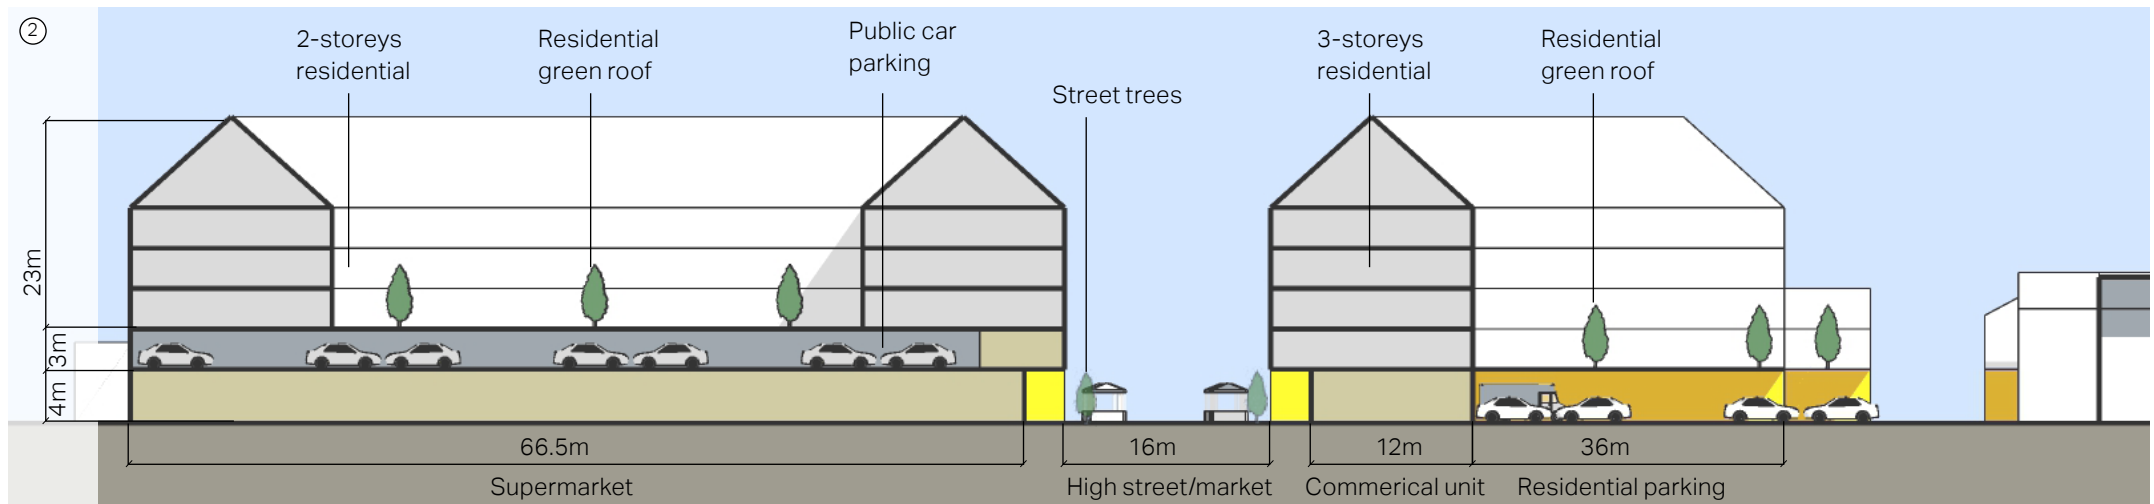 2
2-storeys
residential
Residential
green roof
Public car
parking
Street trees
3-storeys
residential
Residential
green roof
23m
3m
4m
66.5m
16m
12m
36m
Supermarket
High street/market
Commerical unit
Residential parking